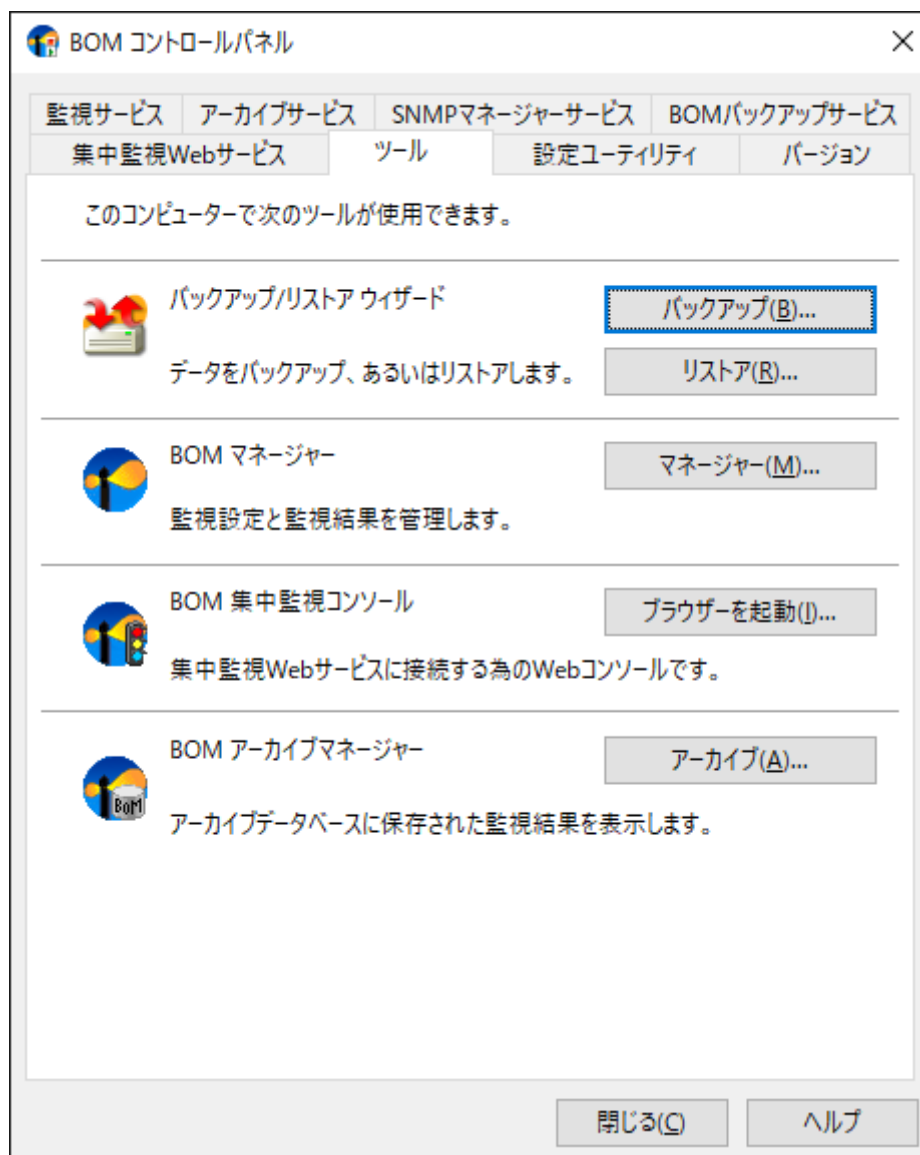 BOM コントロールパネル
監視サービス アーカイブサービス SNMPマネージャーサービス BOMバックアップサービス
集中監視Webサービス ツール 設定ユーティリティ バージョン
このコンピューターで次のツールが使用できます。
バックアップ/リストア ウィザード バックアップ(B)...
データをバックアップ、あるいはリストアします。 リストア(R)...
BOM マネージャー マネージャー(M)...
監視設定と監視結果を管理します。
BOM 集中監視コンソール ブラウザーを起動(I)...
集中監視Webサービスに接続する為のWebコンソールです。
BOM アーカイブマネージャー アーカイブ(A)...
BoM
アーカイブデータベースに保存された監視結果を表示します。
閉じる(C) ヘルプ